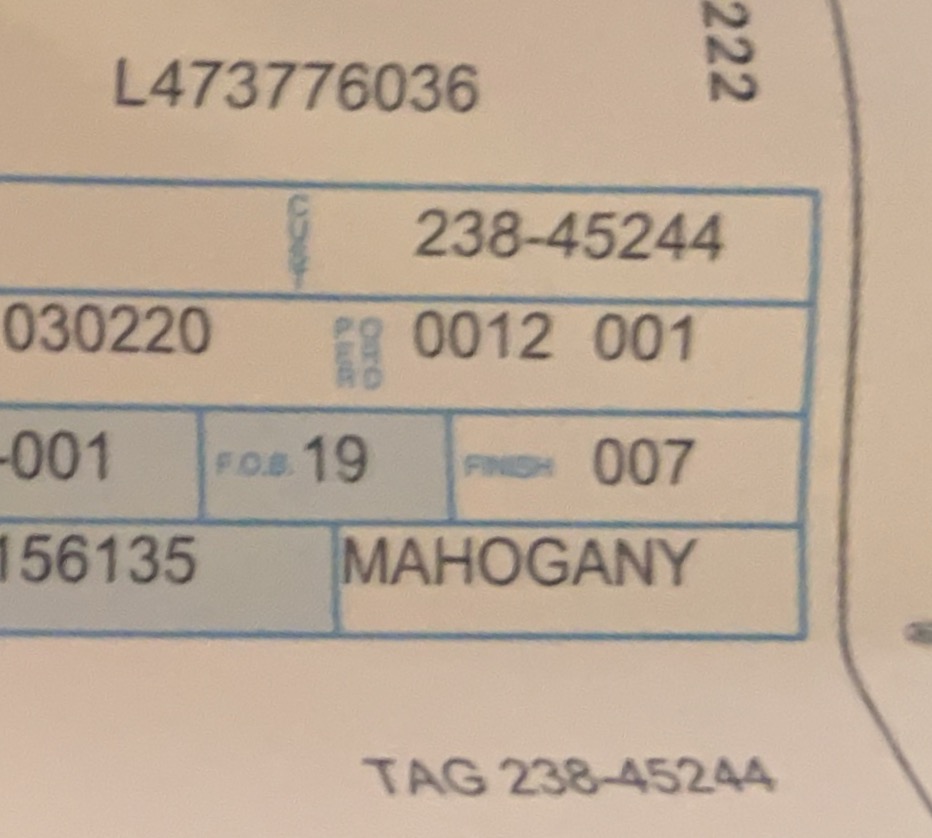 222
L473776036
CUST 238-45244
030220 PER ORD 0012 001
-001 F.O.B. 19 FINISH 007
156135 MAHOGANY
TAG 238-45244